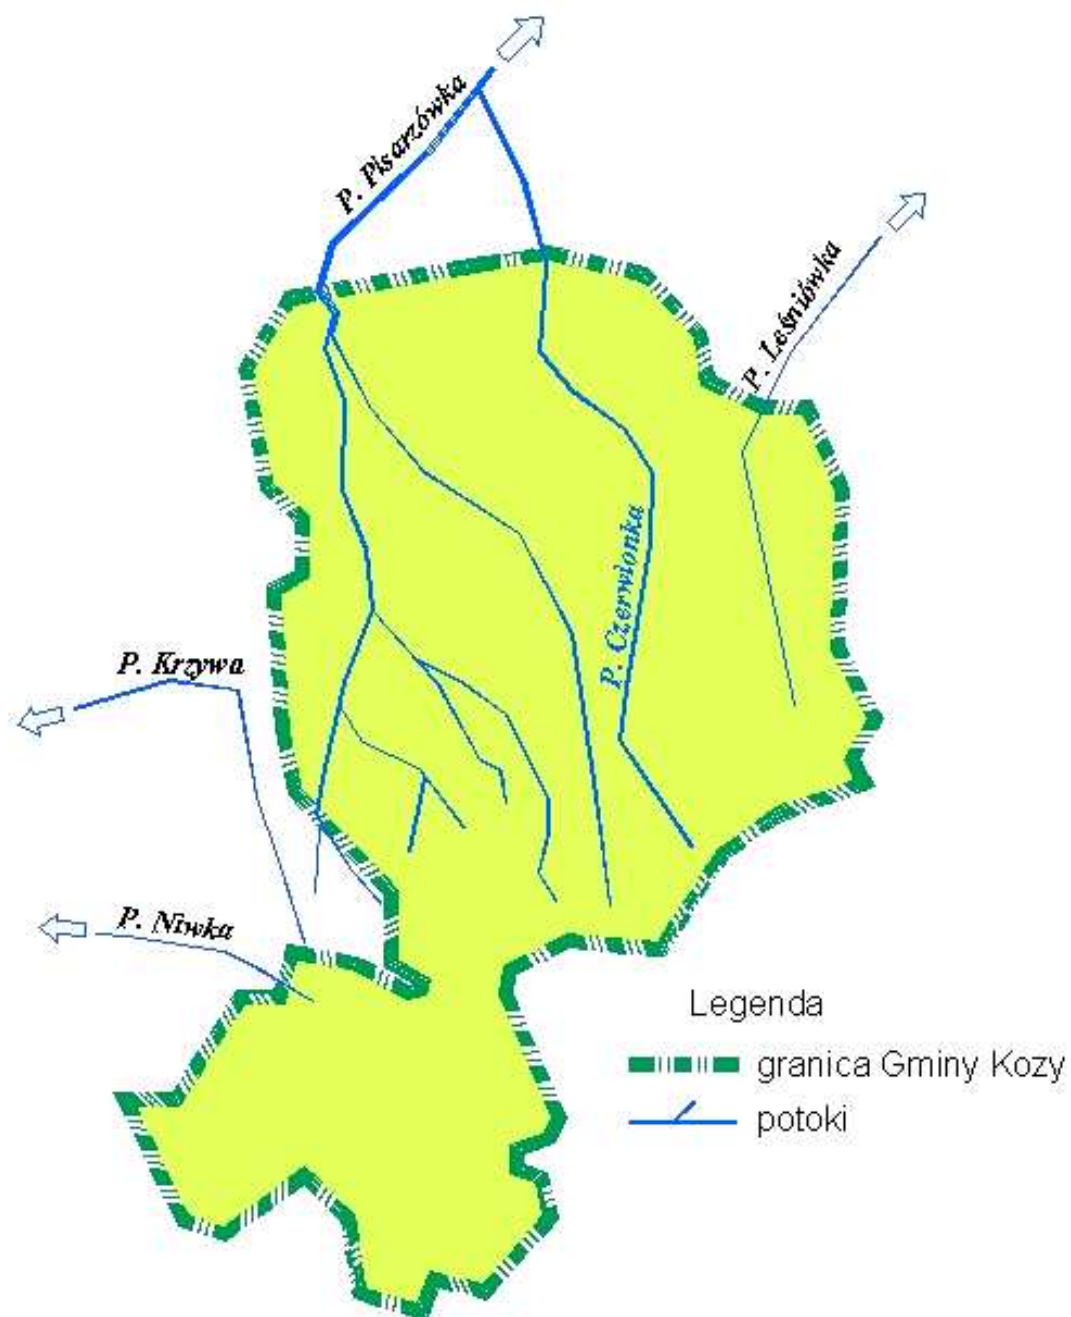 P. Pisarzówka
P. Leśniówka
P. Czerwionka
P. Krzywa
P. Niwka
Legenda
granica Gminy Kozy
potoki